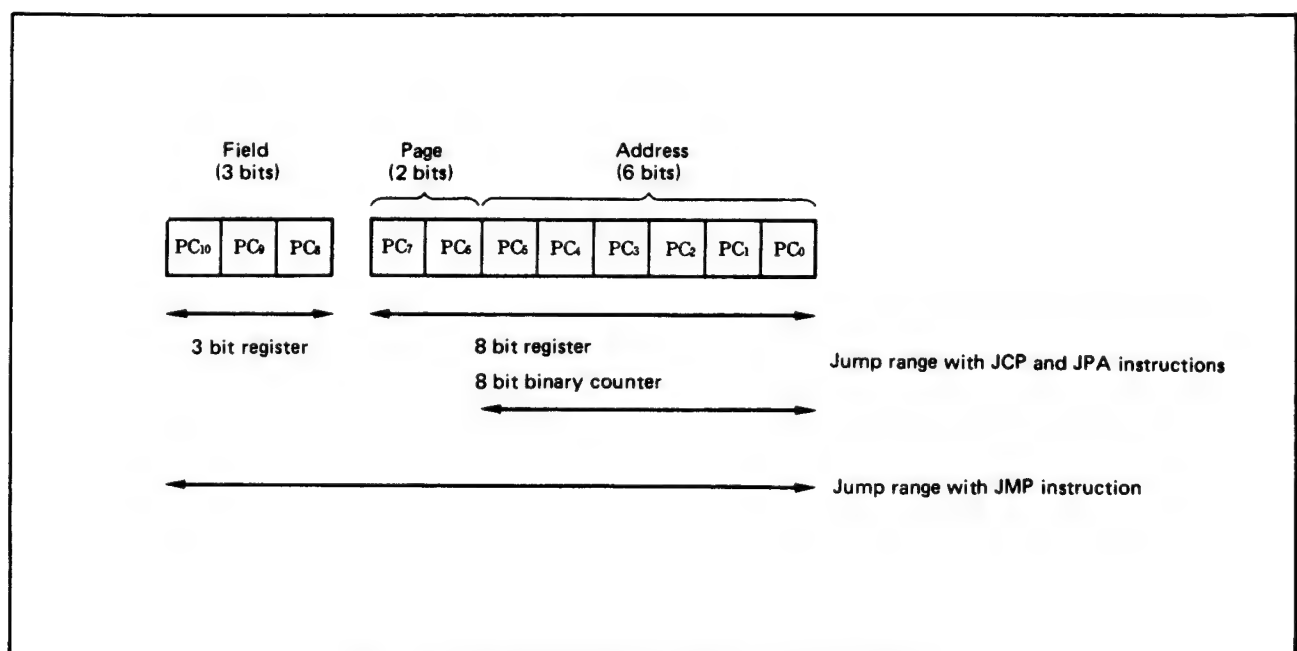 Field
(3 bits)
Page
(2 bits)
Address
(6 bits)
PC₁₀ PC₉ PC₈ PC₇ PC₆ PC₅ PC₄ PC₃ PC₂ PC₁ PC₀
3 bit register
8 bit register
8 bit binary counter
Jump range with JCP and JPA instructions
Jump range with JMP instruction